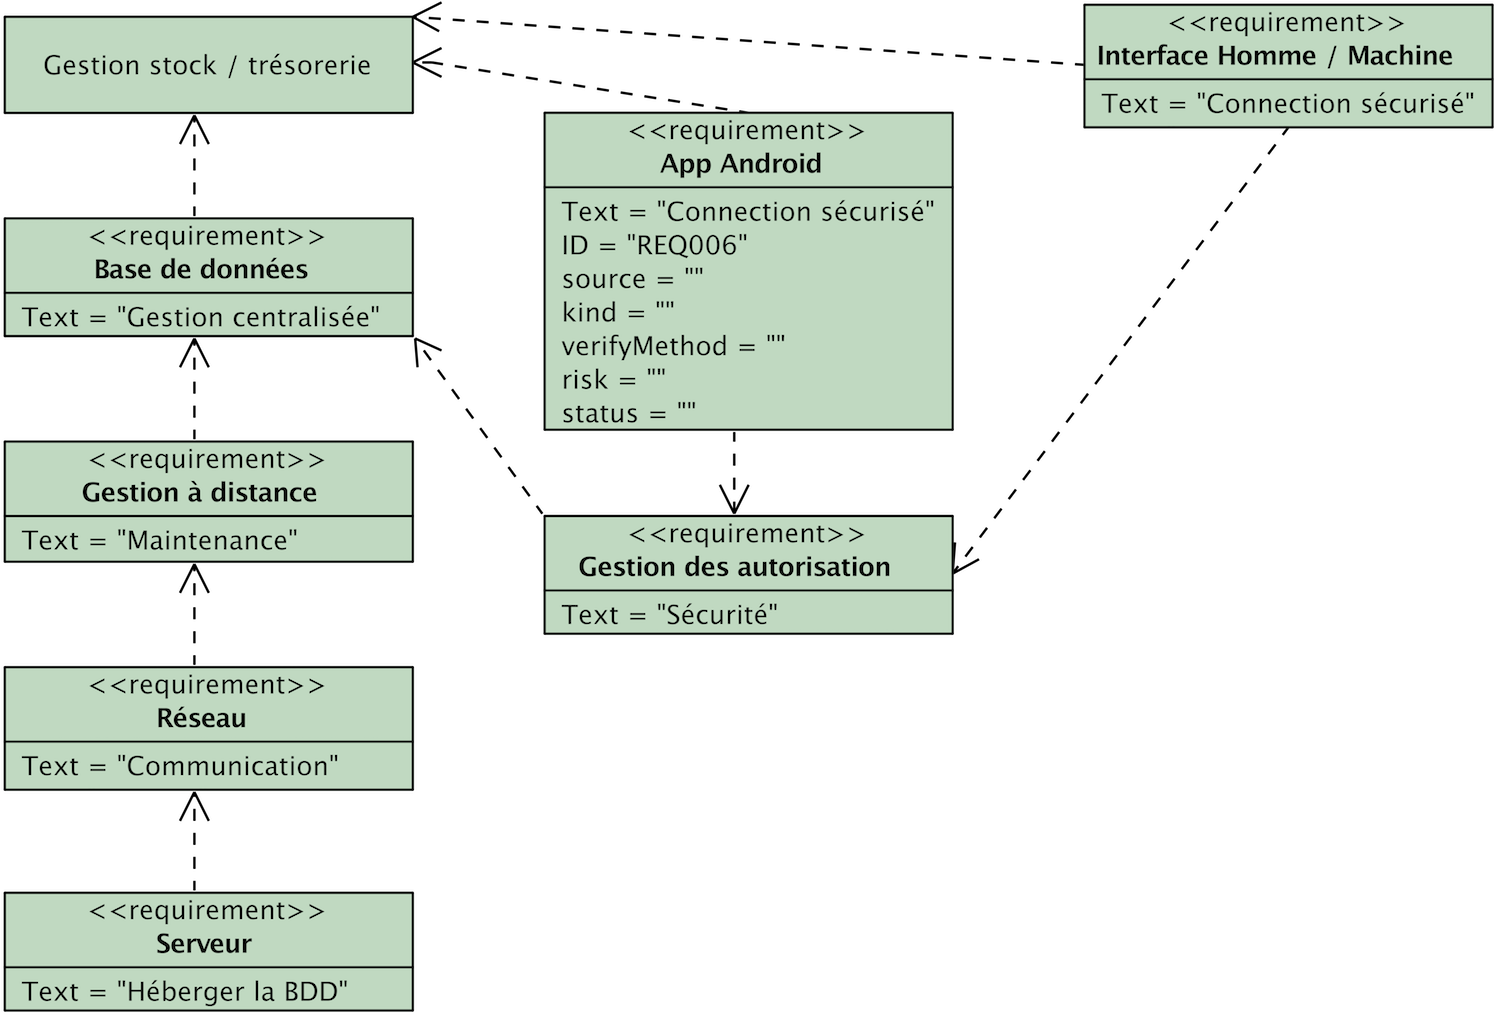 Gestion stock / trésorerie
<<requirement>>
Interface Homme / Machine
Text = "Connection sécurisé"
<<requirement>>
App Android
Text = "Connection sécurisé"
ID = "REQ006"
source = ""
kind = ""
verifyMethod = ""
risk = ""
status = ""
<<requirement>>
Base de données
Text = "Gestion centralisée"
<<requirement>>
Gestion à distance
Text = "Maintenance"
<<requirement>>
Gestion des autorisation
Text = "Sécurité"
<<requirement>>
Réseau
Text = "Communication"
<<requirement>>
Serveur
Text = "Héberger la BDD"